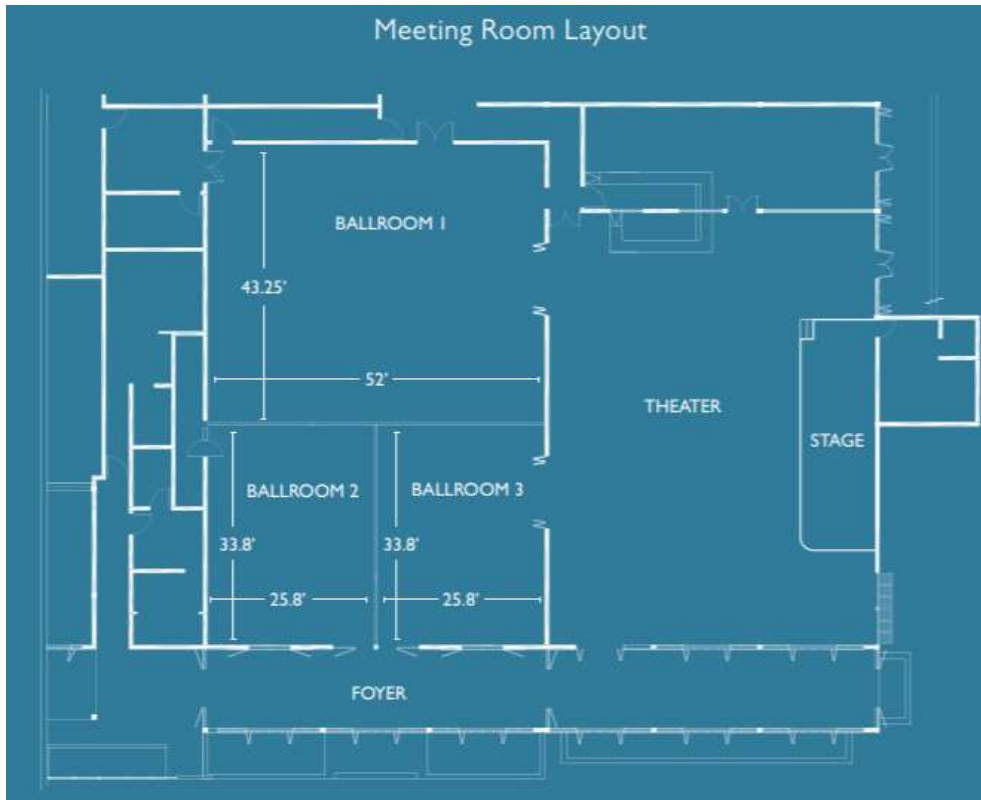 Meeting Room Layout
BALLROOM 1
43.25'
52'
THEATER
STAGE
BALLROOM 2
BALLROOM 3
33.8'
33.8'
25.8'
25.8'
FOYER